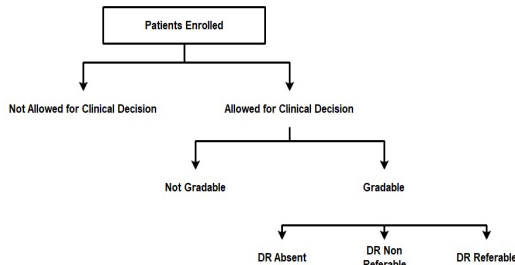 Patients Enrolled
Not Allowed for Clinical Decision
Allowed for Clinical Decision
Not Gradable
Gradable
DR Absent
DR Non
Referable
DR Referable